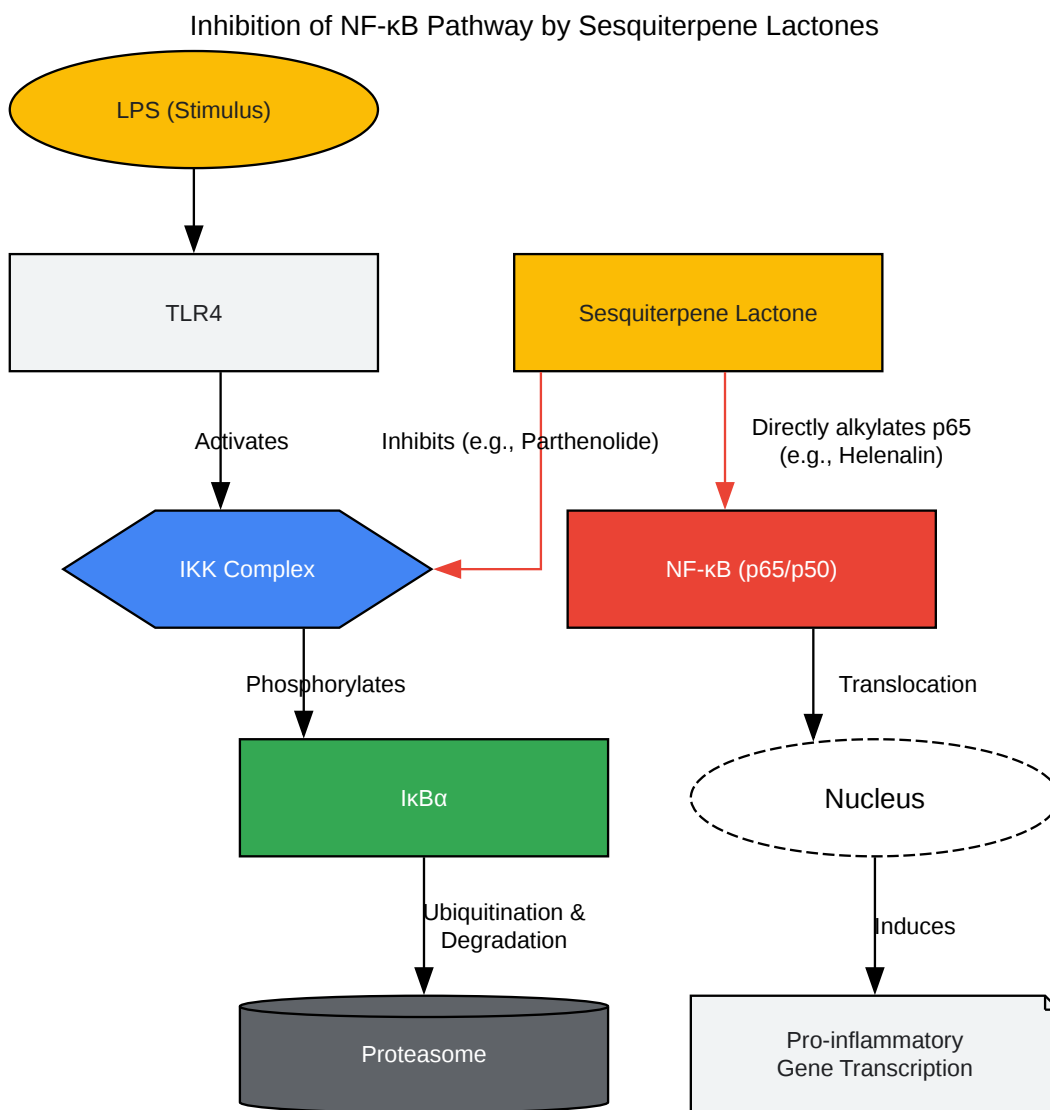 Inhibition of NF-κB Pathway by Sesquiterpene Lactones
LPS (Stimulus)
TLR4
Sesquiterpene Lactone
Activates
Inhibits (e.g., Parthenolide)
Directly alkylates p65
(e.g., Helenalin)
IKK Complex
NF-κB (p65/p50)
Phosphorylates
Translocation
IκBα
Nucleus
Ubiquitination &
Degradation
Induces
Proteasome
Pro-inflammatory
Gene Transcription